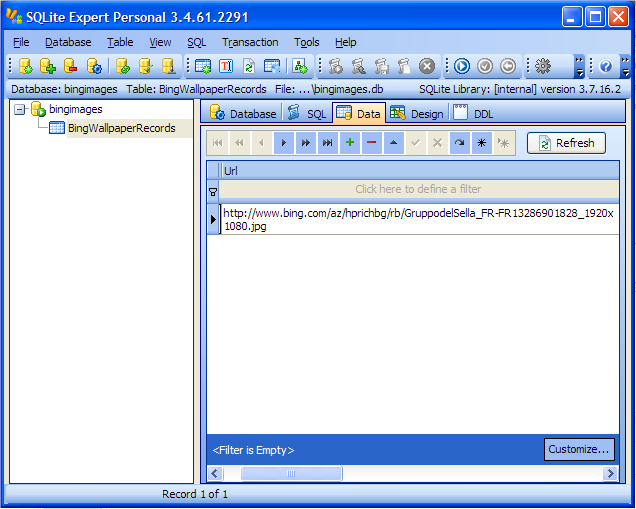 SQLite Expert Personal 3.4.61.2291
File Database Table View SQL Transaction Tools Help
Database: bingimages Table: BingWallpaperRecords File: ...\bingimages.db SQLite Library: [internal] version 3.7.16.2
bingimages
BingWallpaperRecords
Database SQL Data Design DDL
Refresh
Url
Click here to define a filter
http://www.bing.com/az/hprichbg/rb/GruppodelSella_FR-FR13286901828_1920x
1080.jpg
<Filter is Empty>
Customize...
Record 1 of 1